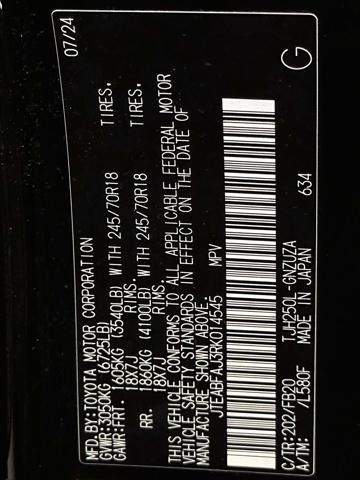 MFD.BY:TOYOTA MOTOR CORPORATION 07/24
GVWR:3050KG (6725LB)
GAWR:FRT. 1605KG (3540LB) WITH 245/70R18 TIRES.
18X7J RIMS.
RR. 1860KG (4100LB) WITH 245/70R18 TIRES.
18X7J RIMS.
THIS VEHICLE CONFORMS TO ALL APPLICABLE FEDERAL MOTOR
VEHICLE SAFETY STANDARDS IN EFFECT ON THE DATE OF
MANUFACTURE SHOWN ABOVE.
JTEABFAJ3RK014545 MPV
C/TR:202/FB20 TJH250L-GNZUZA 634
A/TM: /L580F MADE IN JAPAN
G